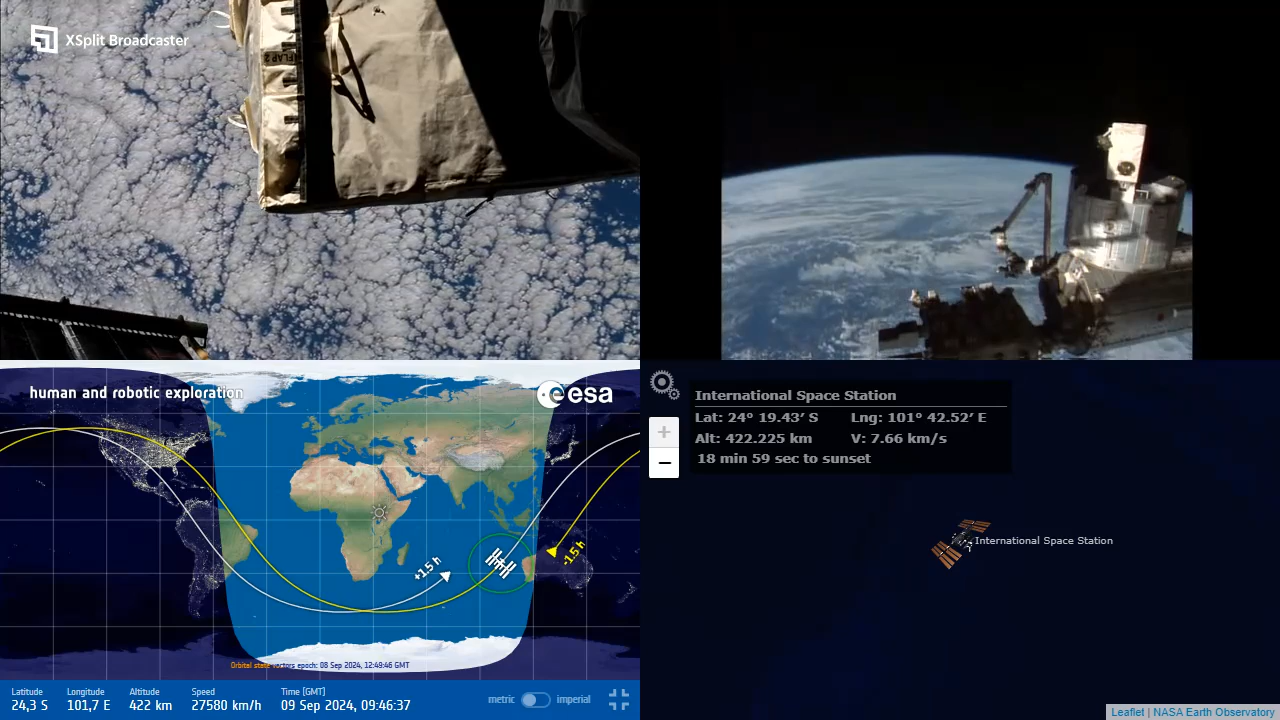 XSplit Broadcaster
human and robotic exploration
esa
+1.5 h
-1.5 h
Orbital state vectors epoch: 08 Sep 2024, 12:49:46 GMT
Latitude
24,3 S
Longitude
101,7 E
Altitude
422 km
Speed
27580 km/h
Time [GMT]
09 Sep 2024, 09:46:37
metric
imperial
International Space Station
Lat: 24° 19.43′ S Lng: 101° 42.52′ E
Alt: 422.225 km V: 7.66 km/s
18 min 59 sec to sunset
+
−
International Space Station
Leaflet | NASA Earth Observatory